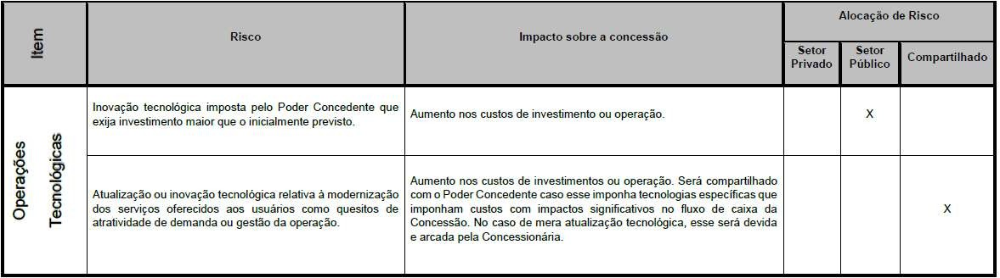 Item
Risco
Impacto sobre a concessão
Alocação de Risco
Setor
Privado
Setor
Público
Compartilhado
Operações
Tecnológicas
Inovação tecnológica imposta pelo Poder Concedente que
exija investimento maior que o inicialmente previsto.
Aumento nos custos de investimento ou operação.
X
Atualização ou inovação tecnológica relativa à modernização
dos serviços oferecidos aos usuários como quesitos de
atratividade de demanda ou gestão da operação.
Aumento nos custos de investimentos ou operação. Será compartilhado
com o Poder Concedente caso esse imponha tecnologias específicas que
imponham custos com impactos significativos no fluxo de caixa da
Concessão. No caso de mera atualização tecnológica, esse será devida
e arcada pela Concessionária.
X